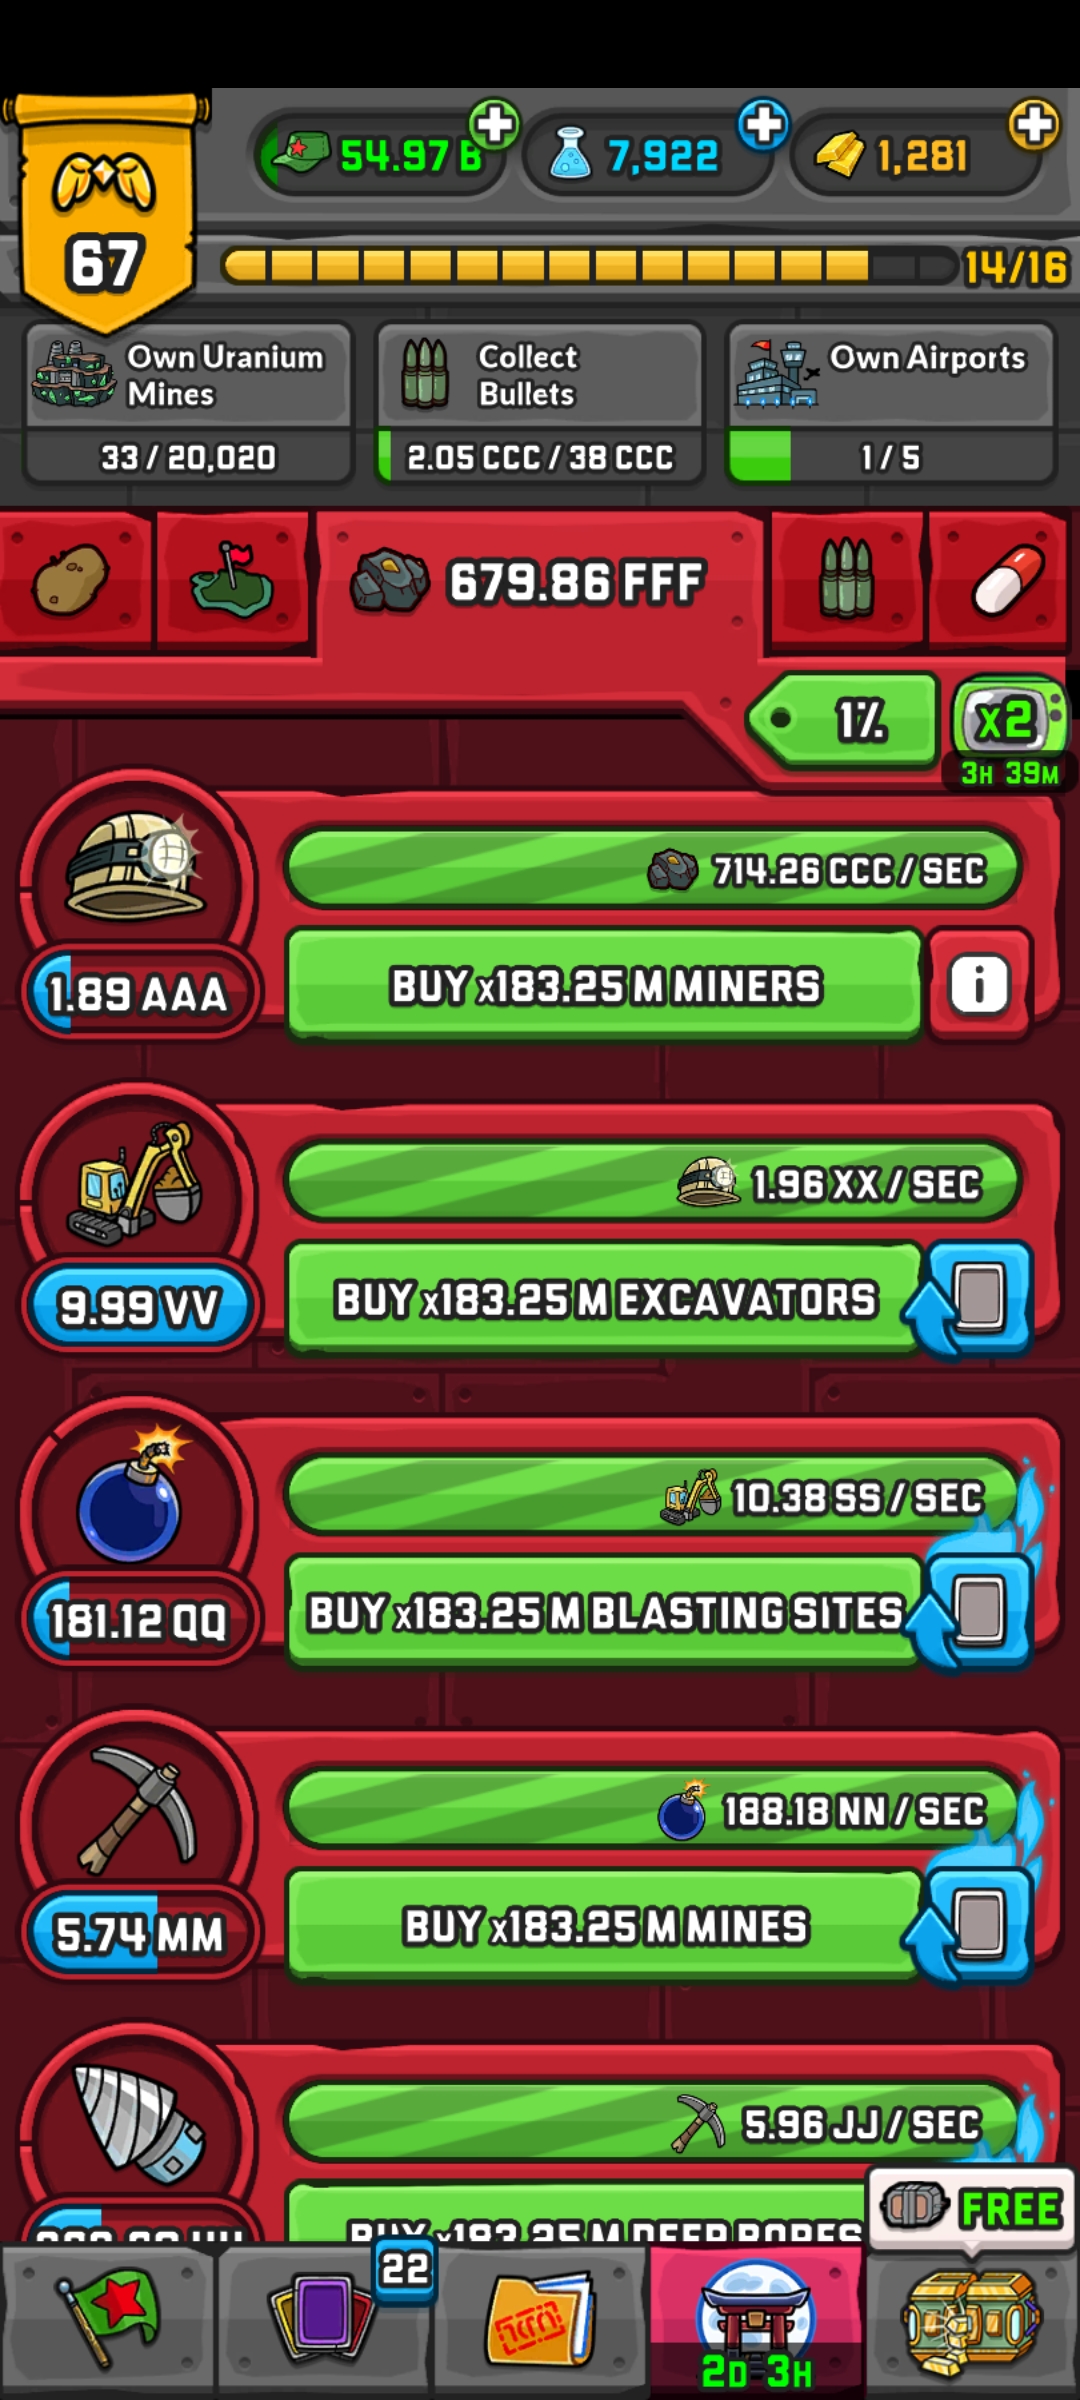 54.97 B
7,922
1,281
67
14/16
Own Uranium
Mines
33 / 20,020
Collect
Bullets
2.05 CCC / 38 CCC
Own Airports
1 / 5
679.86 FFF
1%
x2
3H 39M
714.26 CCC / SEC
1.89 AAA
BUY x183.25 M MINERS
i
1.96 XX / SEC
9.99 VV
BUY x183.25 M EXCAVATORS
10.38 SS / SEC
181.12 QQ
BUY x183.25 M BLASTING SITES
188.18 NN / SEC
5.74 MM
BUY x183.25 M MINES
5.96 JJ / SEC
BUY x183.25 M DEEP BORES
FREE
22
2D 3H